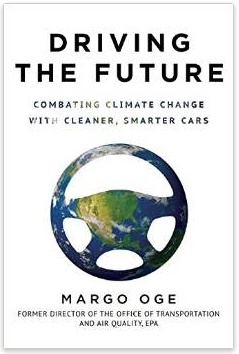 DRIVING
THE FUTURE
COMBATING CLIMATE CHANGE
WITH CLEANER, SMARTER CARS
MARGO OGE
FORMER DIRECTOR OF THE OFFICE OF TRANSPORTATION
AND AIR QUALITY, EPA